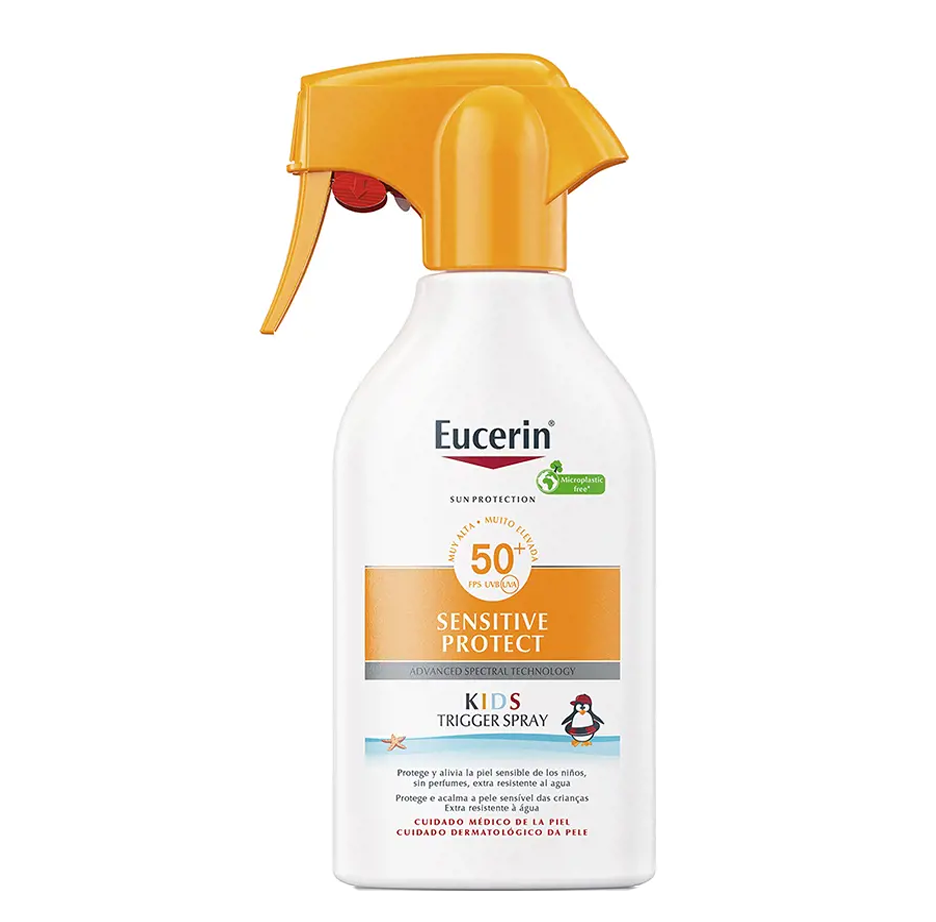 Eucerin®
Microplastic
free*
SUN PROTECTION
MUY ALTA • MUITO ELEVADA
50+
FPS UVB UVA
SENSITIVE
PROTECT
ADVANCED SPECTRAL TECHNOLOGY
KIDS
TRIGGER SPRAY
Protege y alivia la piel sensible de los niños,
sin perfumes, extra resistente al agua
Protege e acalma a pele sensível das crianças
Extra resistente à água
CUIDADO MÉDICO DE LA PIEL
CUIDADO DERMATOLÓGICO DA PELE